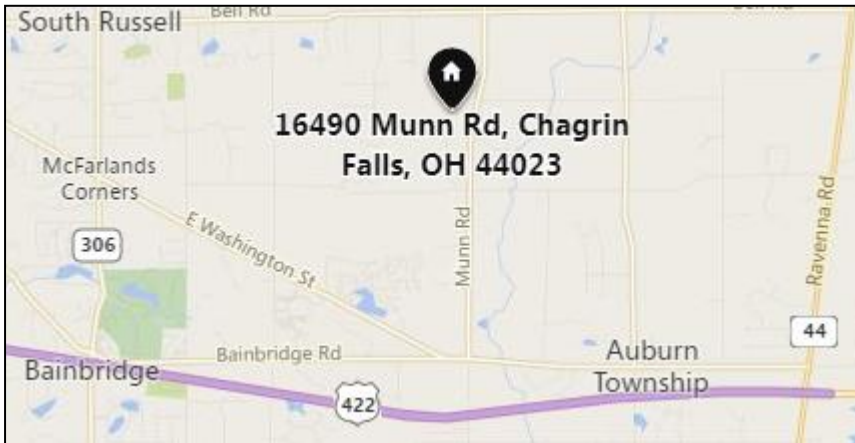 South Russell
Bell Rd
16490 Munn Rd, Chagrin
Falls, OH 44023
McFarlands
Corners
306
E Washington St
Munn Rd
Ravenna Rd
44
Bainbridge Rd
Auburn
Township
Bainbridge
422